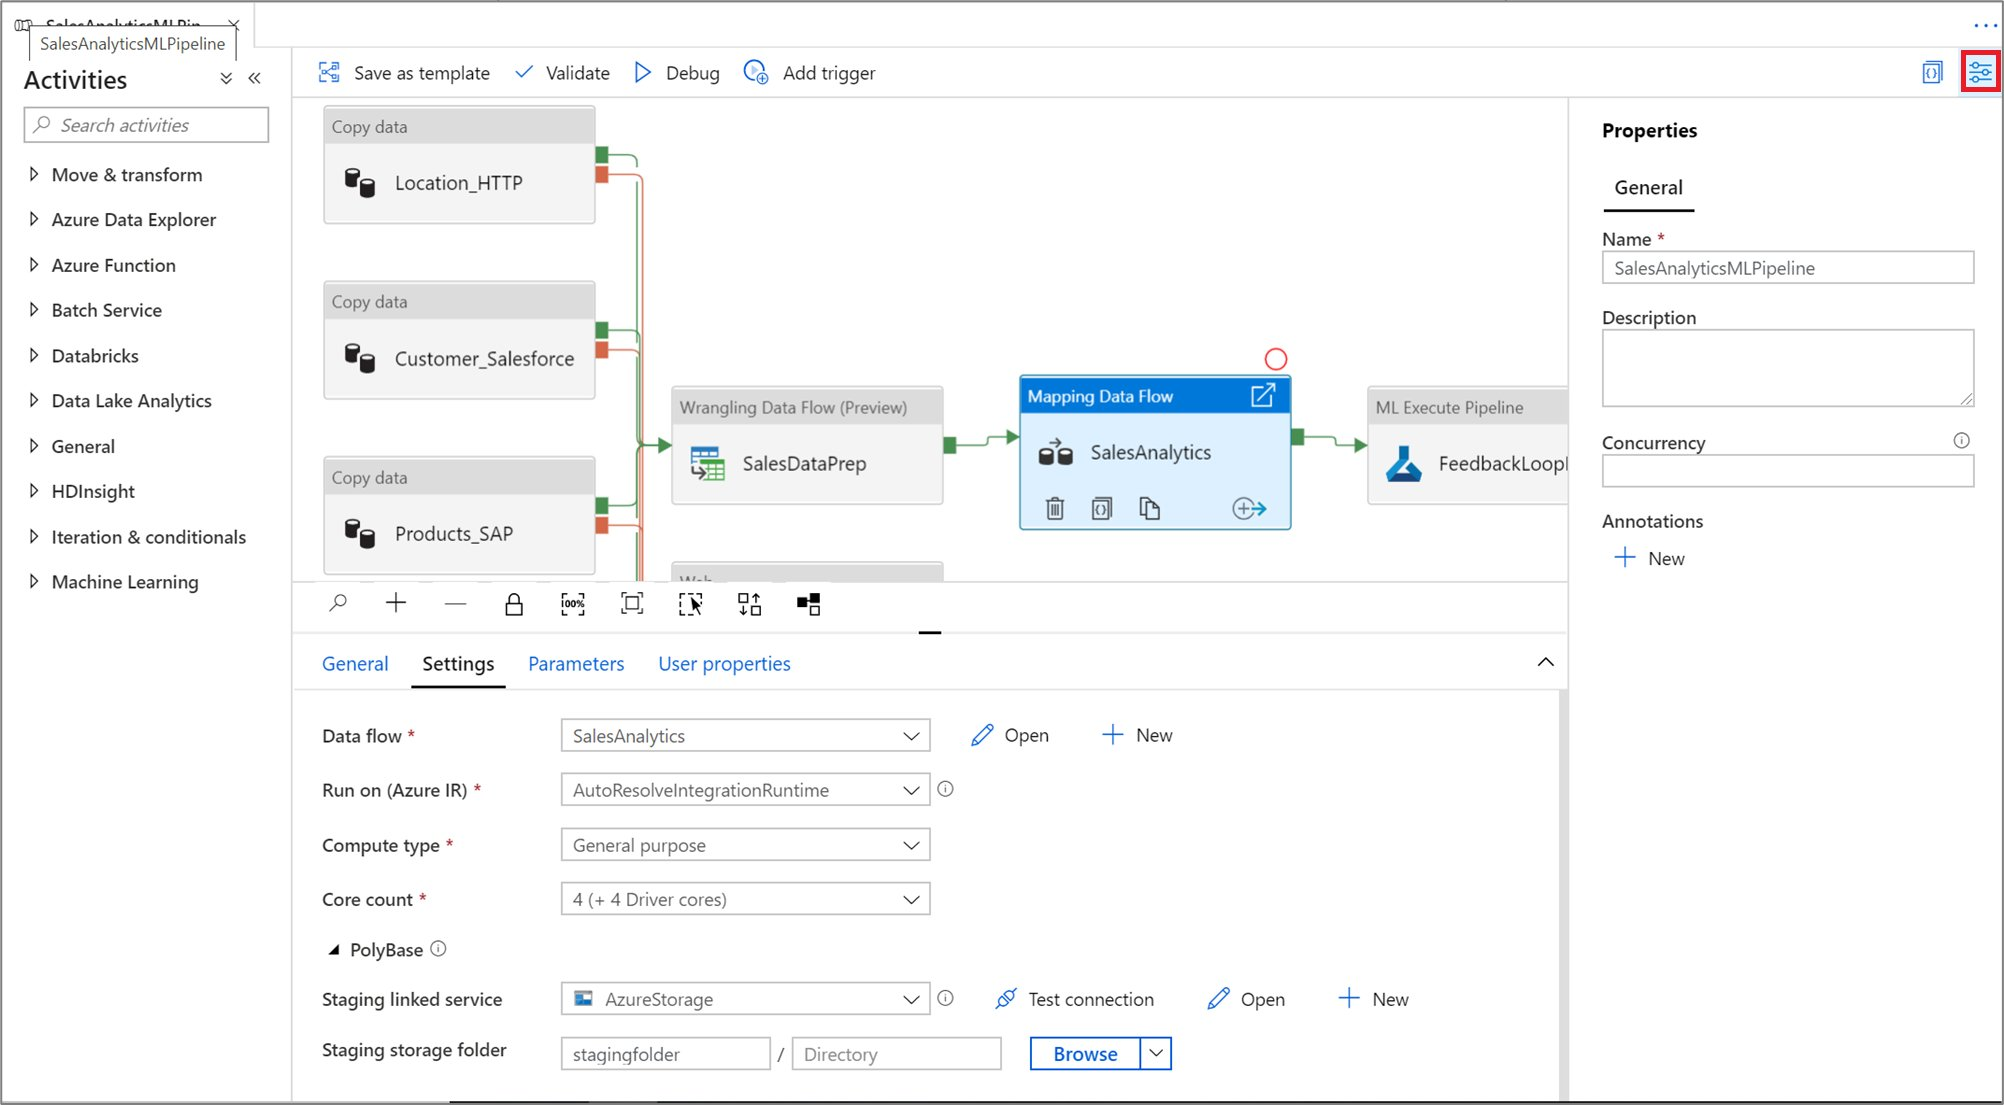 SalesAnalyticsMLPip
SalesAnalyticsMLPipeline
Activities
Search activities
Move & transform
Azure Data Explorer
Azure Function
Batch Service
Databricks
Data Lake Analytics
General
HDInsight
Iteration & conditionals
Machine Learning
Save as template Validate Debug Add trigger
Copy data
Location_HTTP
Copy data
Customer_Salesforce
Copy data
Products_SAP
Wrangling Data Flow (Preview)
SalesDataPrep
Web
Mapping Data Flow
SalesAnalytics
ML Execute Pipeline
FeedbackLoop
100%
General Settings Parameters User properties
Data flow * SalesAnalytics Open New
Run on (Azure IR) * AutoResolveIntegrationRuntime
Compute type * General purpose
Core count * 4 (+ 4 Driver cores)
PolyBase
Staging linked service AzureStorage Test connection Open New
Staging storage folder stagingfolder / Directory Browse
Properties
General
Name *
SalesAnalyticsMLPipeline
Description
Concurrency
Annotations
New